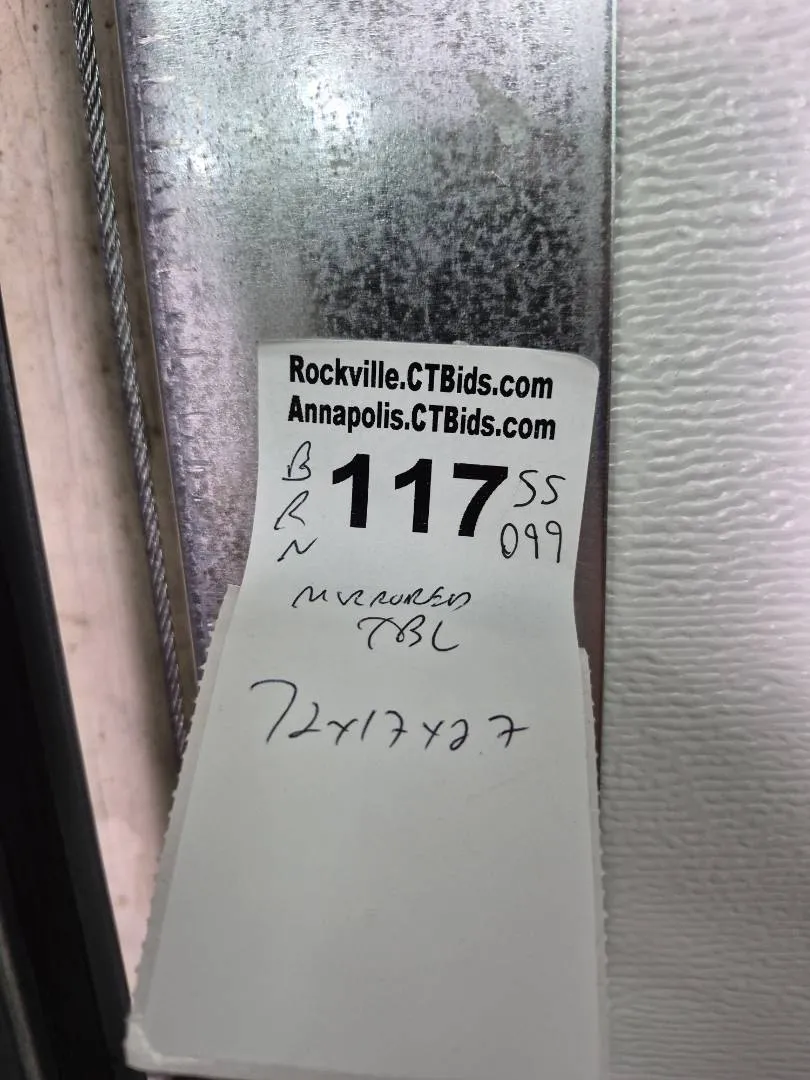 Rockville.CTBids.com
Annapolis.CTBids.com
B
R
N
117
SS
099
MIRRORED
TBL
72x17x27